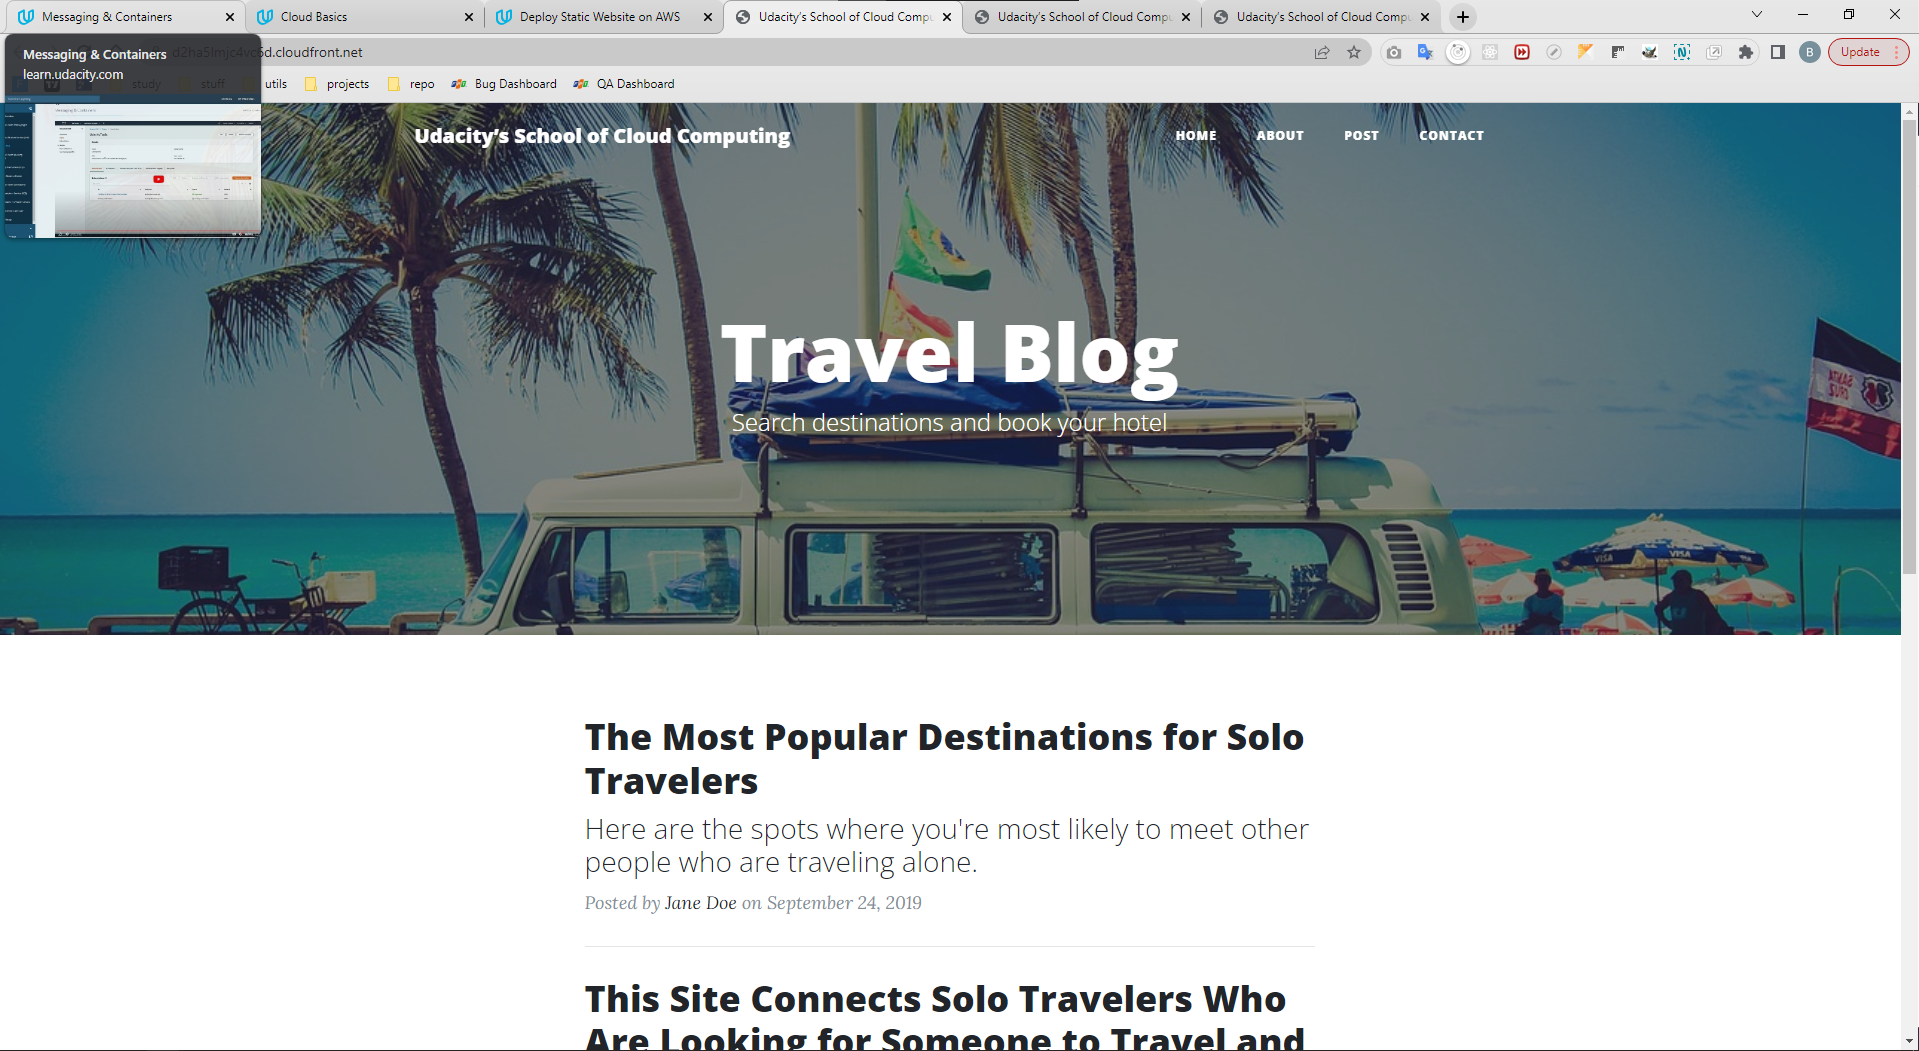 Messaging & Containers
Cloud Basics
Deploy Static Website on AWS
Udacity's School of Cloud Compu
Udacity's School of Cloud Compu
Udacity's School of Cloud Compu
Messaging & Containers
learn.udacity.com
d.cloudfront.net
Update
B
study
stuff
utils
projects
repo
Bug Dashboard
QA Dashboard
Udacity's School of Cloud Computing
HOME
ABOUT
POST
CONTACT
Travel Blog
Search destinations and book your hotel
SANTA
CRUZ
VISA
VISA
The Most Popular Destinations for Solo
Travelers
Here are the spots where you're most likely to meet other
people who are traveling alone.
Posted by Jane Doe on September 24, 2019
This Site Connects Solo Travelers Who
Are Looking for Someone to Travel and